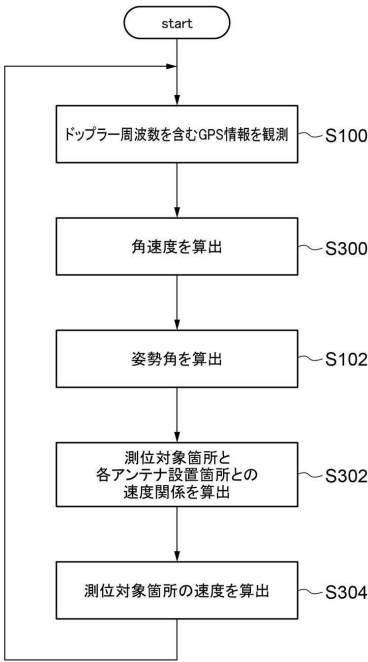 start
ドップラー周波数を含むGPS情報を観測
S100
角速度を算出
S300
姿勢角を算出
S102
測位対象箇所と
各アンテナ設置箇所との
速度関係を算出
S302
測位対象箇所の速度を算出
S304